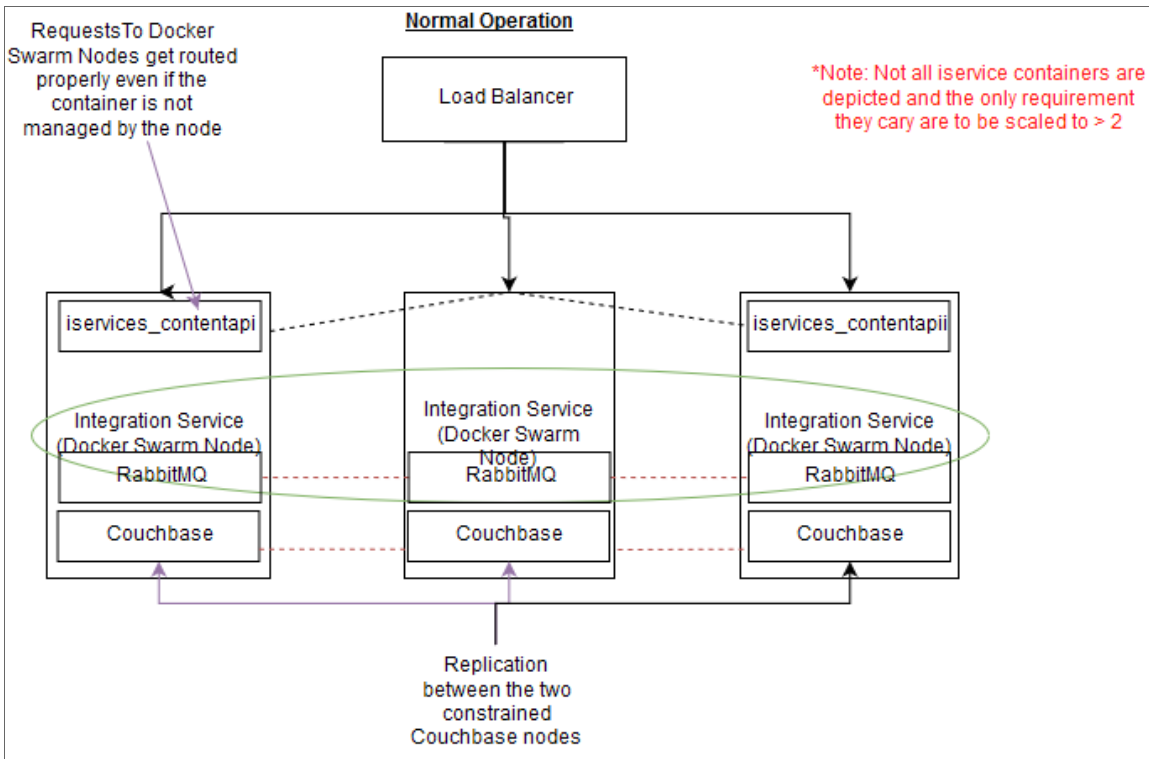 Normal Operation
RequestsTo Docker
Swarm Nodes get routed
properly even if the
container is not
managed by the node
Load Balancer
*Note: Not all iservice containers are
depicted and the only requirement
they cary are to be scaled to > 2
iservices_contentapi
iservices_contentapii
Integration Service
(Docker Swarm Node)
RabbitMQ
Couchbase
Integration Service
(Docker Swarm
Node)
RabbitMQ
Couchbase
Integration Service
(Docker Swarm Node)
RabbitMQ
Couchbase
Replication
between the two
constrained
Couchbase nodes